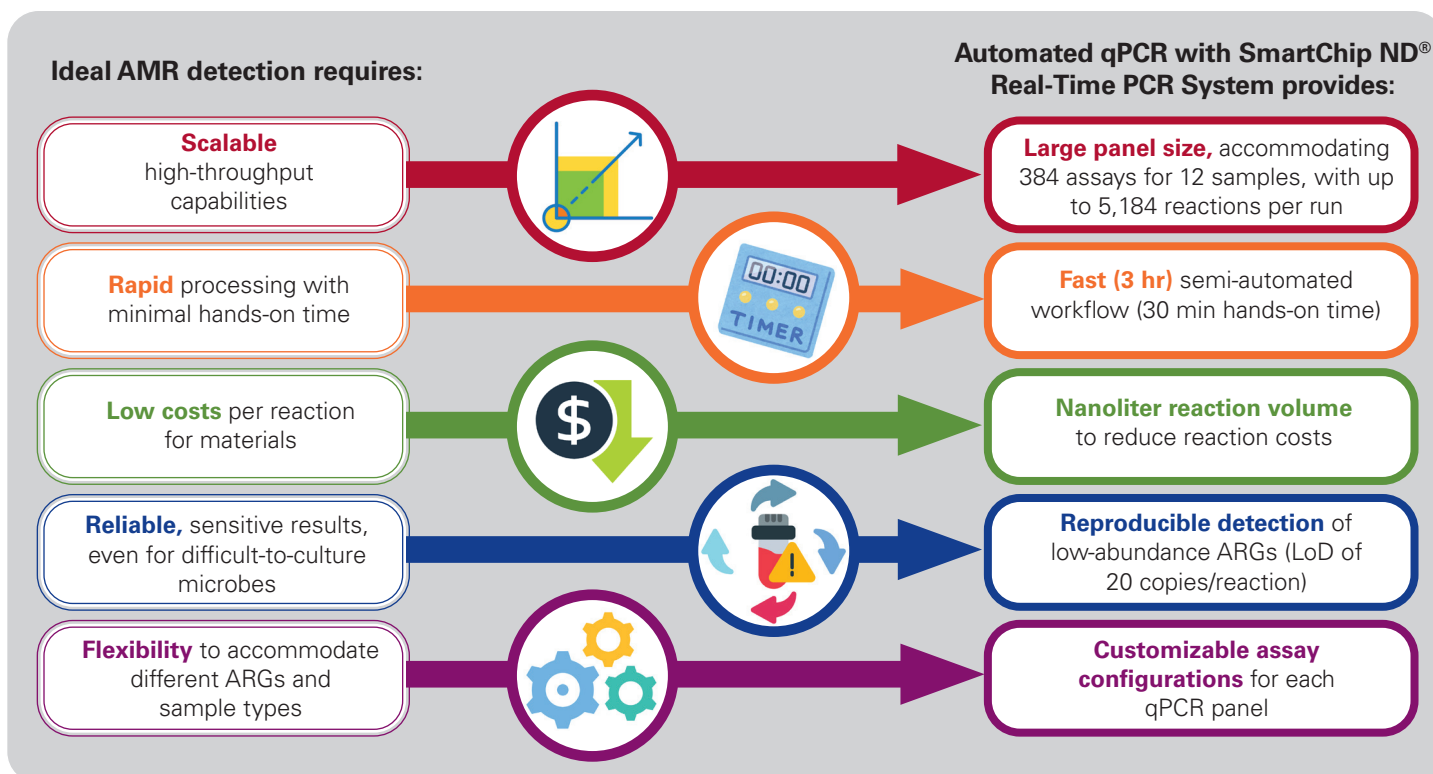 Ideal AMR detection requires:
Automated qPCR with SmartChip ND®
Real-Time PCR System provides:
Scalable
high-throughput
capabilities
Large panel size, accommodating
384 assays for 12 samples, with up
to 5,184 reactions per run
Rapid processing with
minimal hands-on time
00:00
TIMER
Fast (3 hr) semi-automated
workflow (30 min hands-on time)
Low costs per reaction
for materials
$
Nanoliter reaction volume
to reduce reaction costs
Reliable, sensitive results,
even for difficult-to-culture
microbes
!
Reproducible detection of
low-abundance ARGs (LoD of
20 copies/reaction)
Flexibility to accommodate
different ARGs and
sample types
Customizable assay
configurations for each
qPCR panel